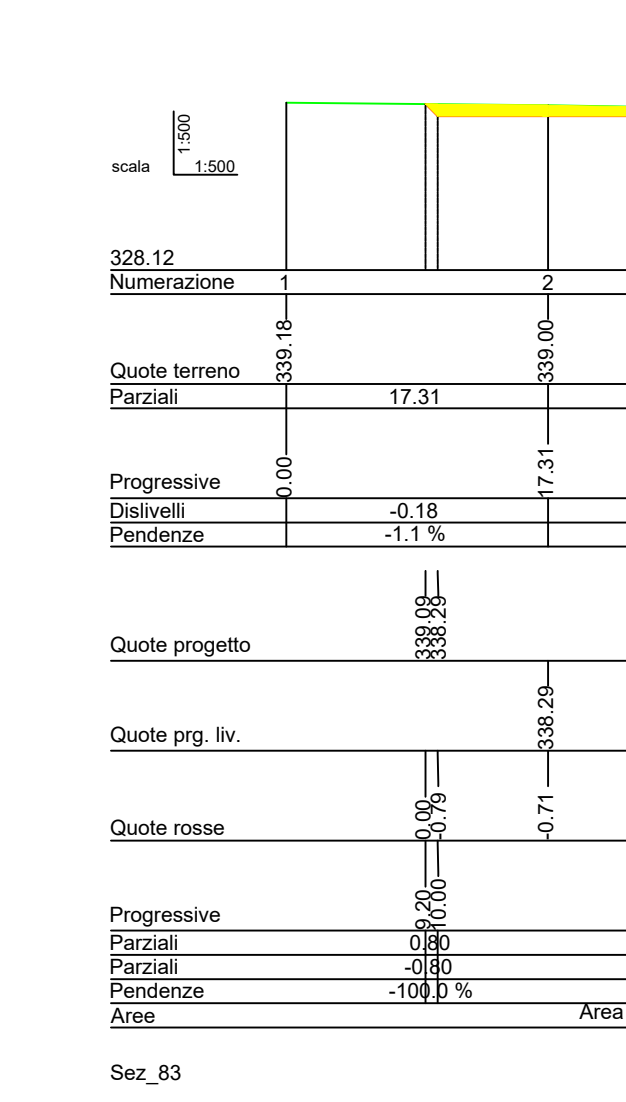 1:500
scala 1:500
328.12
Numerazione 1 2
Quote terreno 339.18 339.00
Parziali 17.31
Progressive 0.00 17.31
Dislivelli -0.18
Pendenze -1.1 %
Quote progetto 339.09 338.29
Quote prg. liv. 338.29
Quote rosse 0.00 -0.79 -0.71
Progressive 9.20 10.00
Parziali 0.80
Parziali -0.80
Pendenze -100.0 %
Aree Area
Sez_83